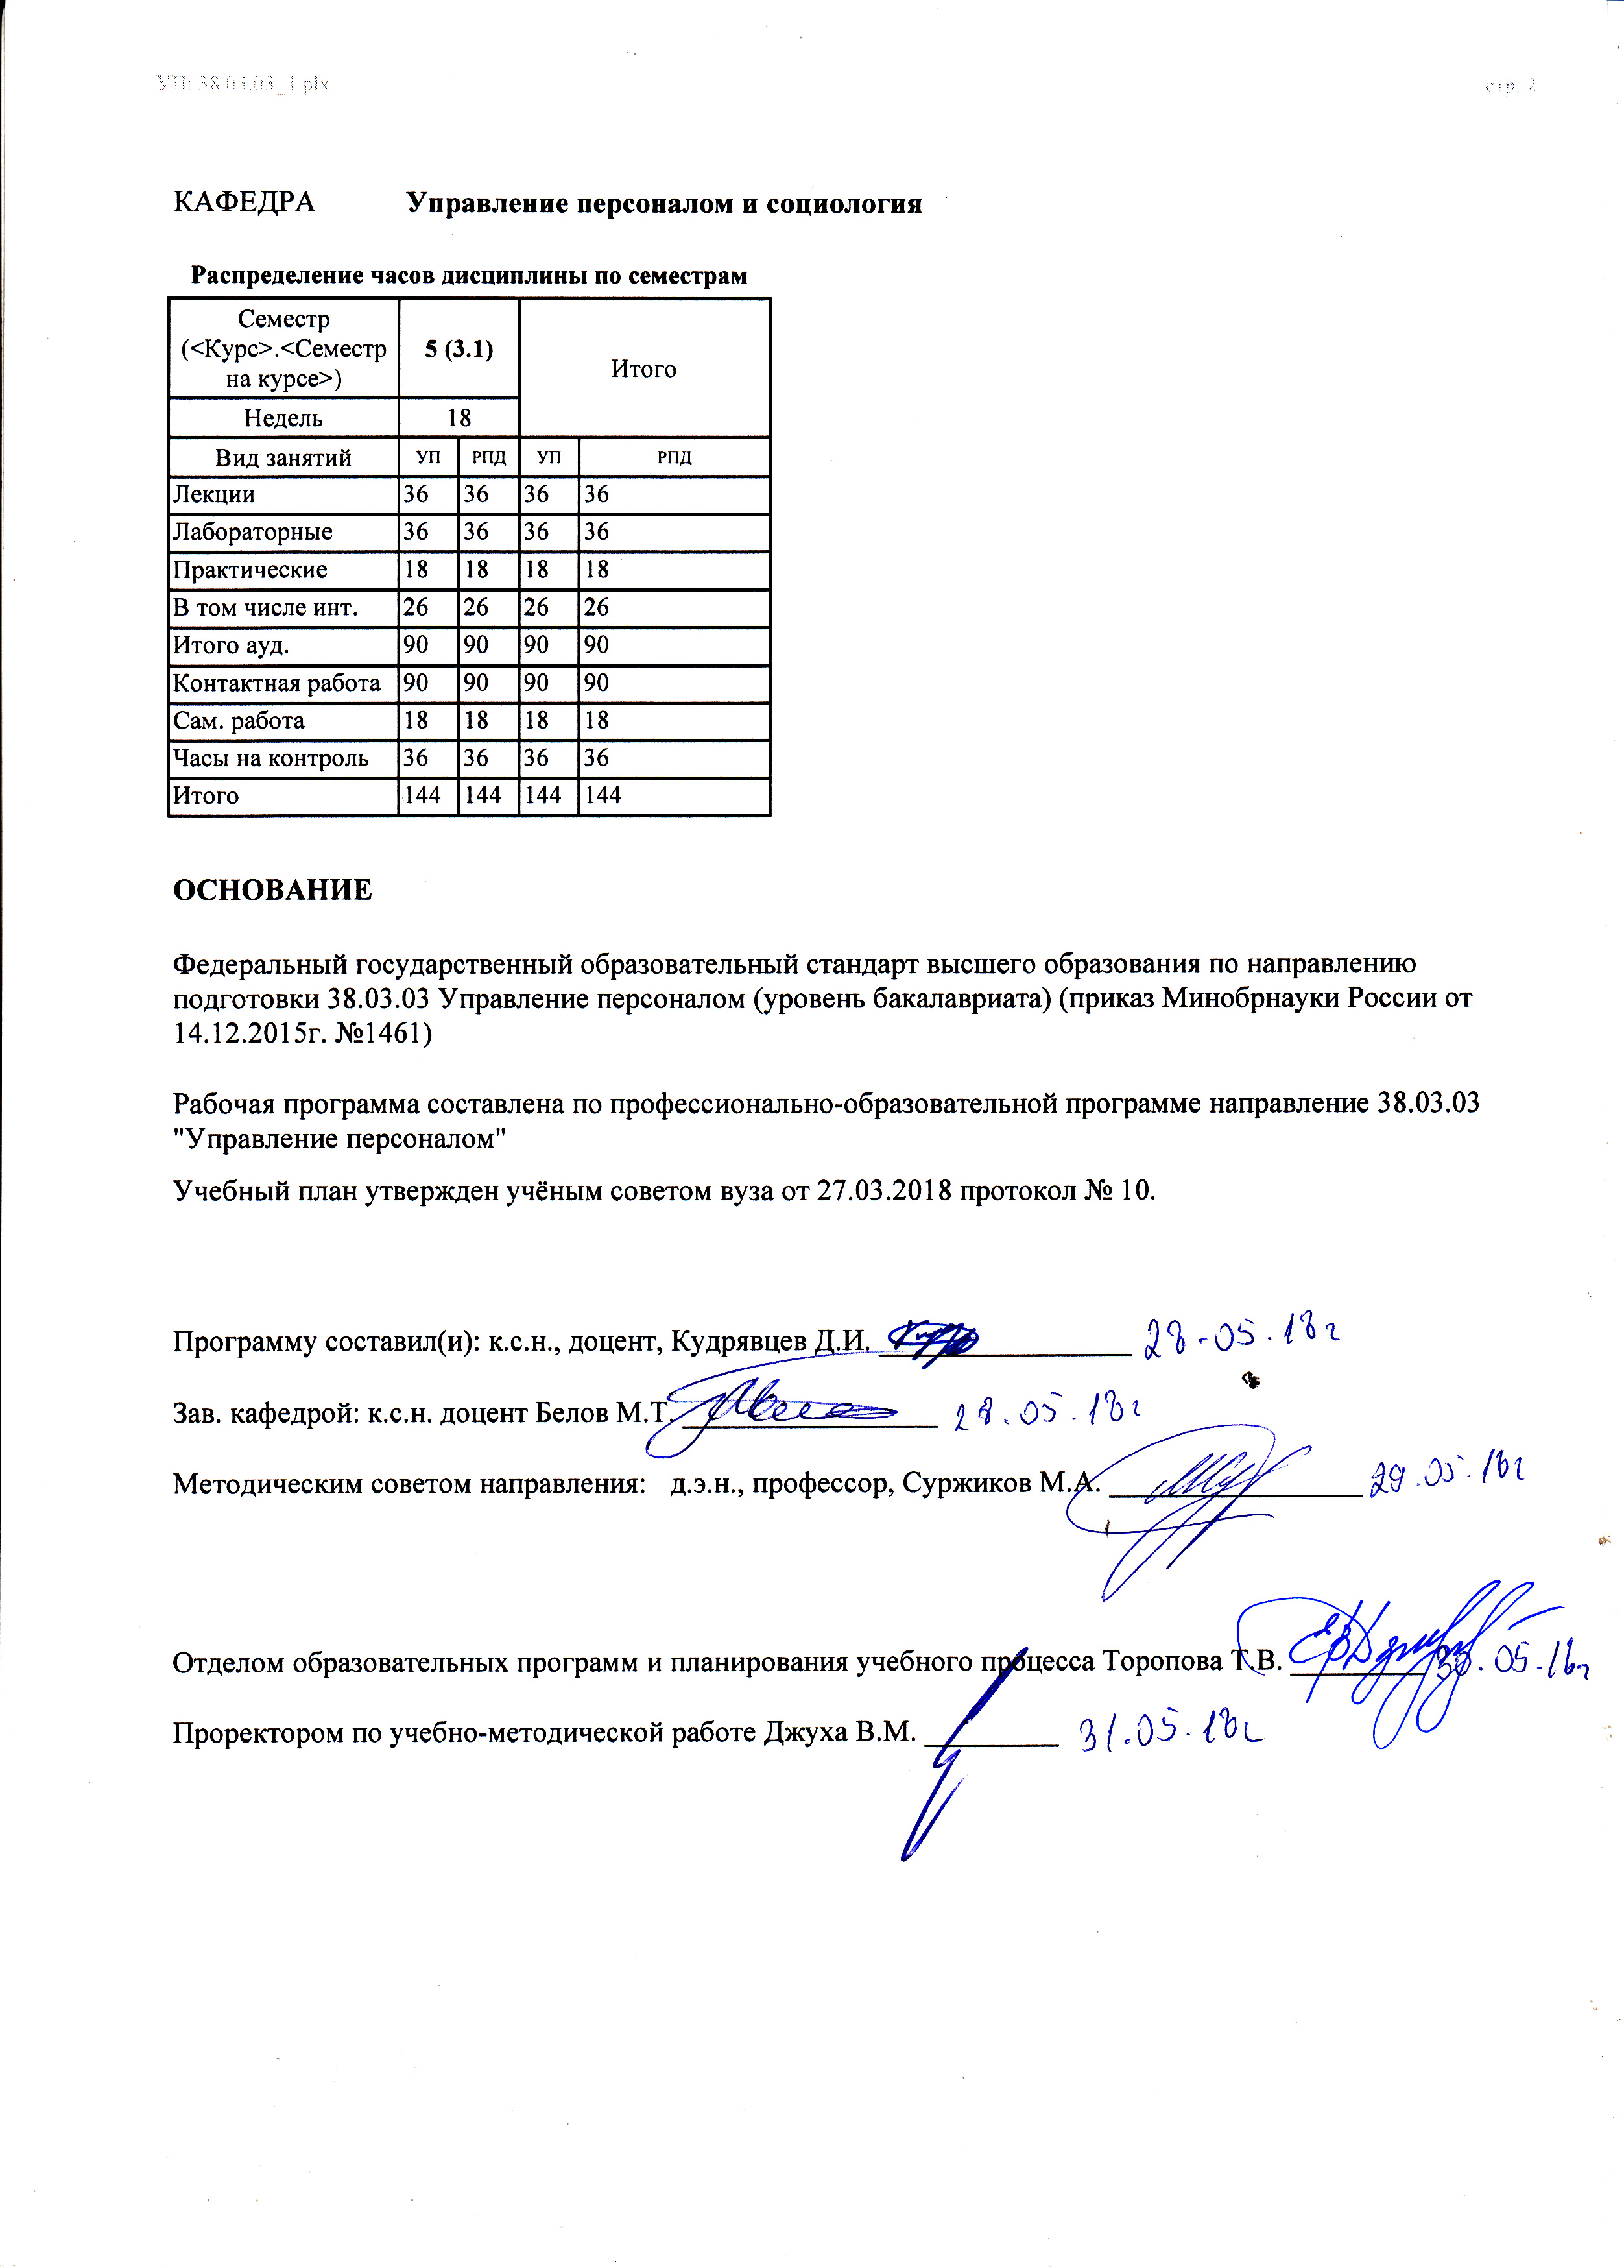 УП: 38.03.03_1.plx стр. 2
КАФЕДРА Управление персоналом и социология
Распределение часов дисциплины по семестрам
Семестр
(<Курс>.<Семестр
на курсе>)
5 (3.1)
Итого
Недель 18
Вид занятий УП РПД УП РПД
Лекции 36 36 36 36
Лабораторные 36 36 36 36
Практические 18 18 18 18
В том числе инт. 26 26 26 26
Итого ауд. 90 90 90 90
Контактная работа 90 90 90 90
Сам. работа 18 18 18 18
Часы на контроль 36 36 36 36
Итого 144 144 144 144
ОСНОВАНИЕ
Федеральный государственный образовательный стандарт высшего образования по направлению
подготовки 38.03.03 Управление персоналом (уровень бакалавриата) (приказ Минобрнауки России от
14.12.2015г. №1461)
Рабочая программа составлена по профессионально-образовательной программе направление 38.03.03
"Управление персоналом"
Учебный план утвержден учёным советом вуза от 27.03.2018 протокол № 10.
Программу составил(и): к.с.н., доцент, Кудрявцев Д.И. 28.05.18г
Зав. кафедрой: к.с.н. доцент Белов М.Т. 28.05.18г
Методическим советом направления: д.э.н., профессор, Суржиков М.А. 29.05.18г
Отделом образовательных программ и планирования учебного процесса Торопова Т.В. 30.05.18г
Проректором по учебно-методической работе Джуха В.М. 31.05.18г